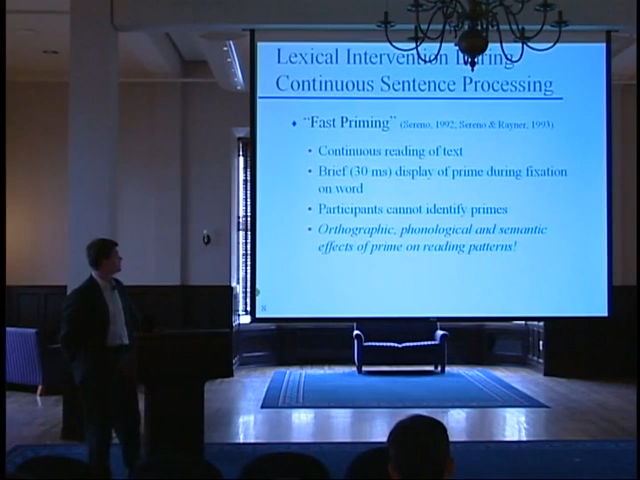 Lexical Intervention During
Continuous Sentence Processing
"Fast Priming" (Sereno, 1992; Sereno & Rayner, 1993)
• Continuous reading of text
• Brief (30 ms) display of prime during fixation
on word
• Participants cannot identify primes
• Orthographic, phonological and semantic
effects of prime on reading patterns!